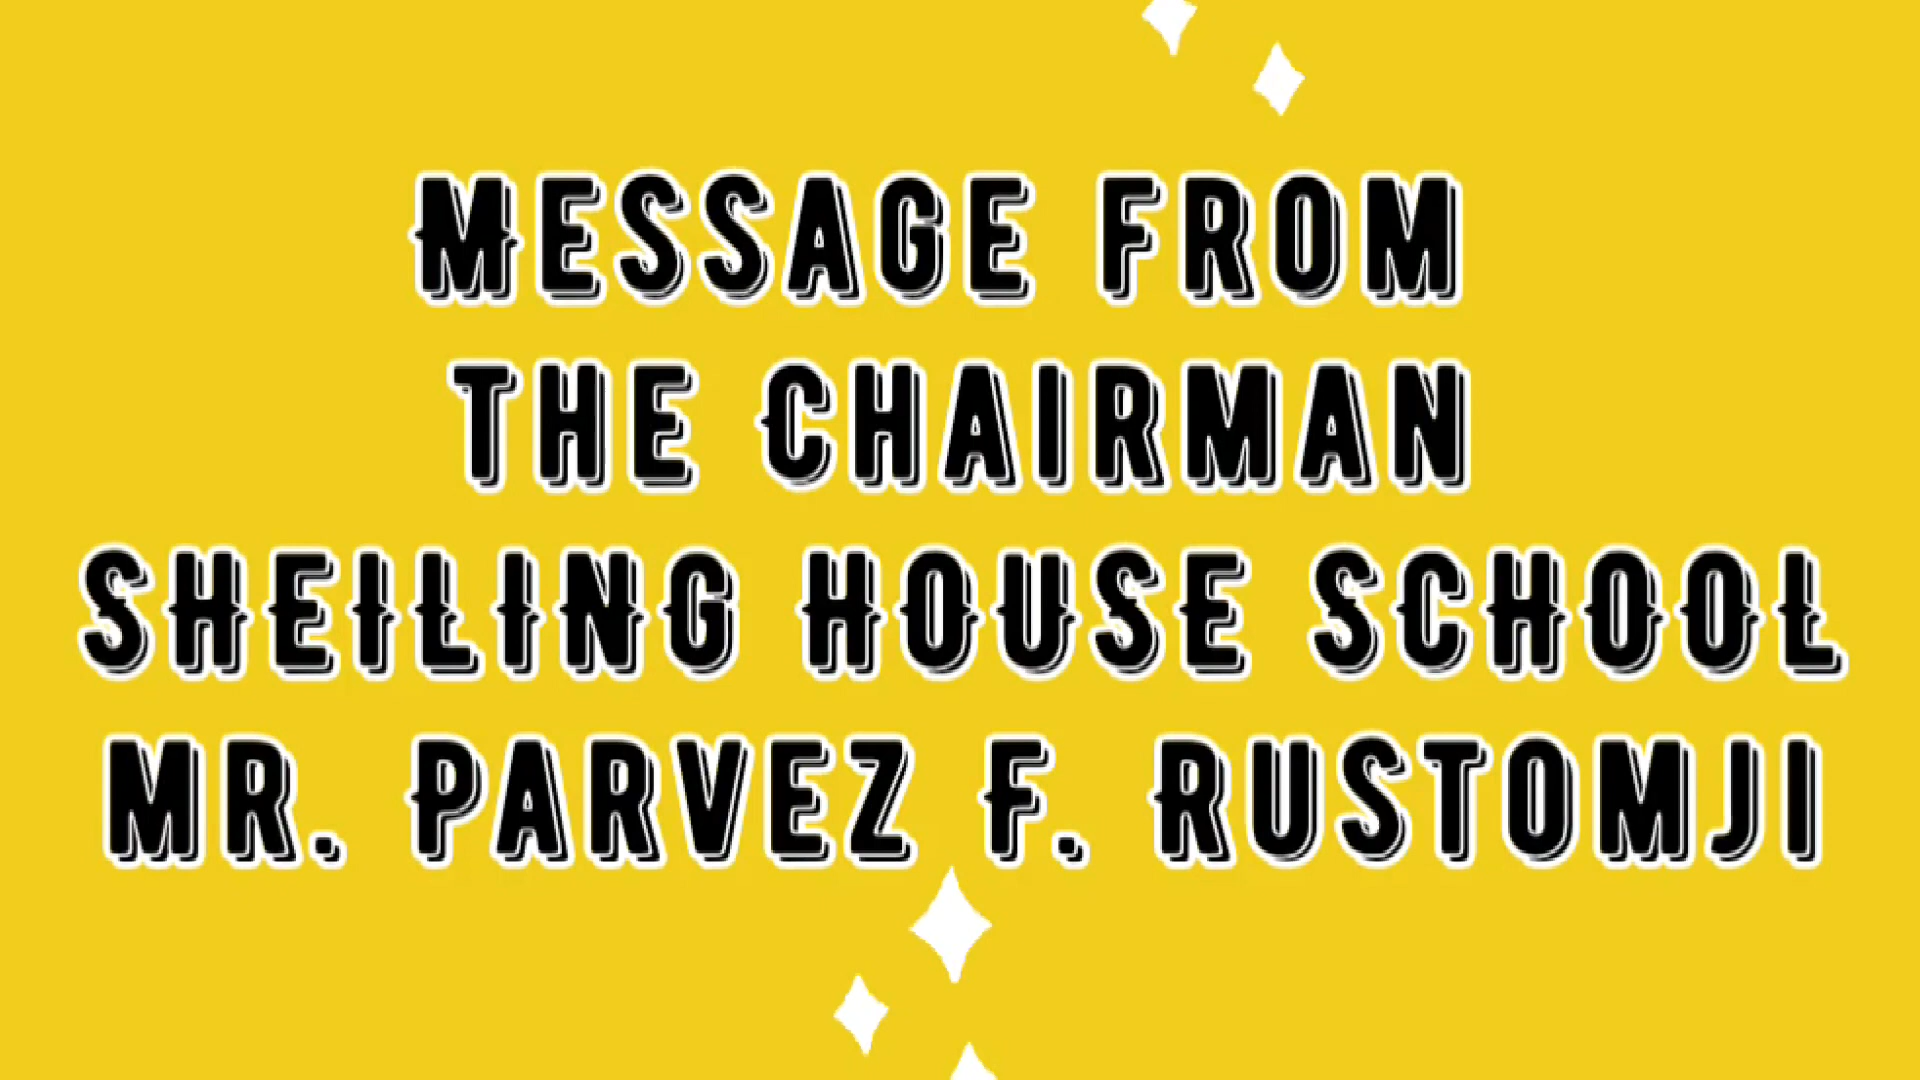 Message from
the Chairman
SHEILING HOUSE SCHOOL
mr. Parvez F. Rustomji